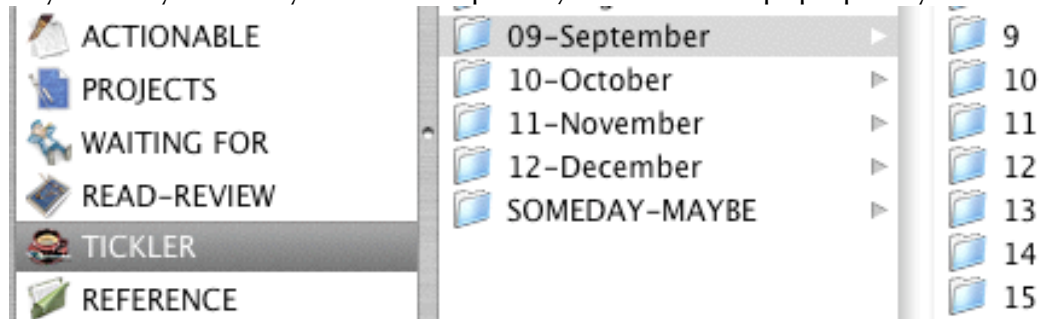 ACTIONABLE
PROJECTS
WAITING FOR
READ-REVIEW
TICKLER
REFERENCE
09-September
10-October
11-November
12-December
SOMEDAY-MAYBE
9
10
11
12
13
14
15